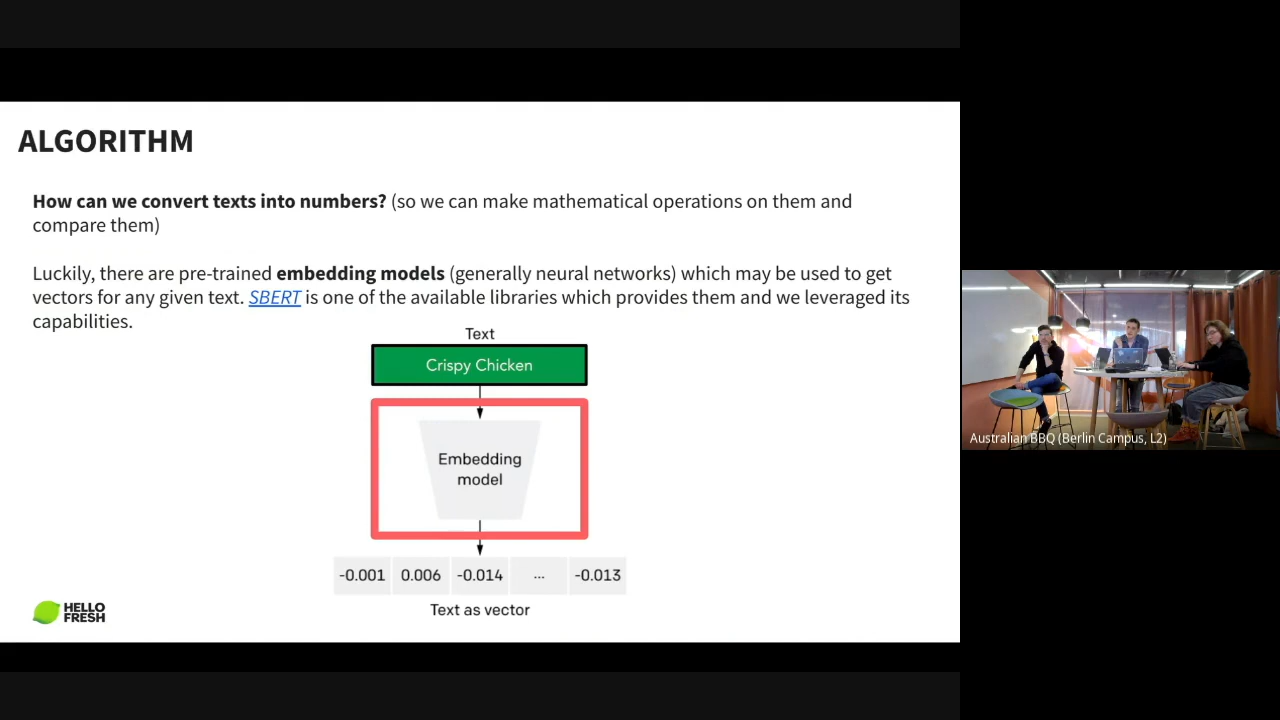 ALGORITHM
How can we convert texts into numbers? (so we can make mathematical operations on them and
compare them)
Luckily, there are pre-trained embedding models (generally neural networks) which may be used to get
vectors for any given text. SBERT is one of the available libraries which provides them and we leveraged its
capabilities.
Text
Crispy Chicken
Embedding
model
-0.001 0.006 -0.014 ... -0.013
Text as vector
HELLO
FRESH
Australian BBQ (Berlin Campus, L2)